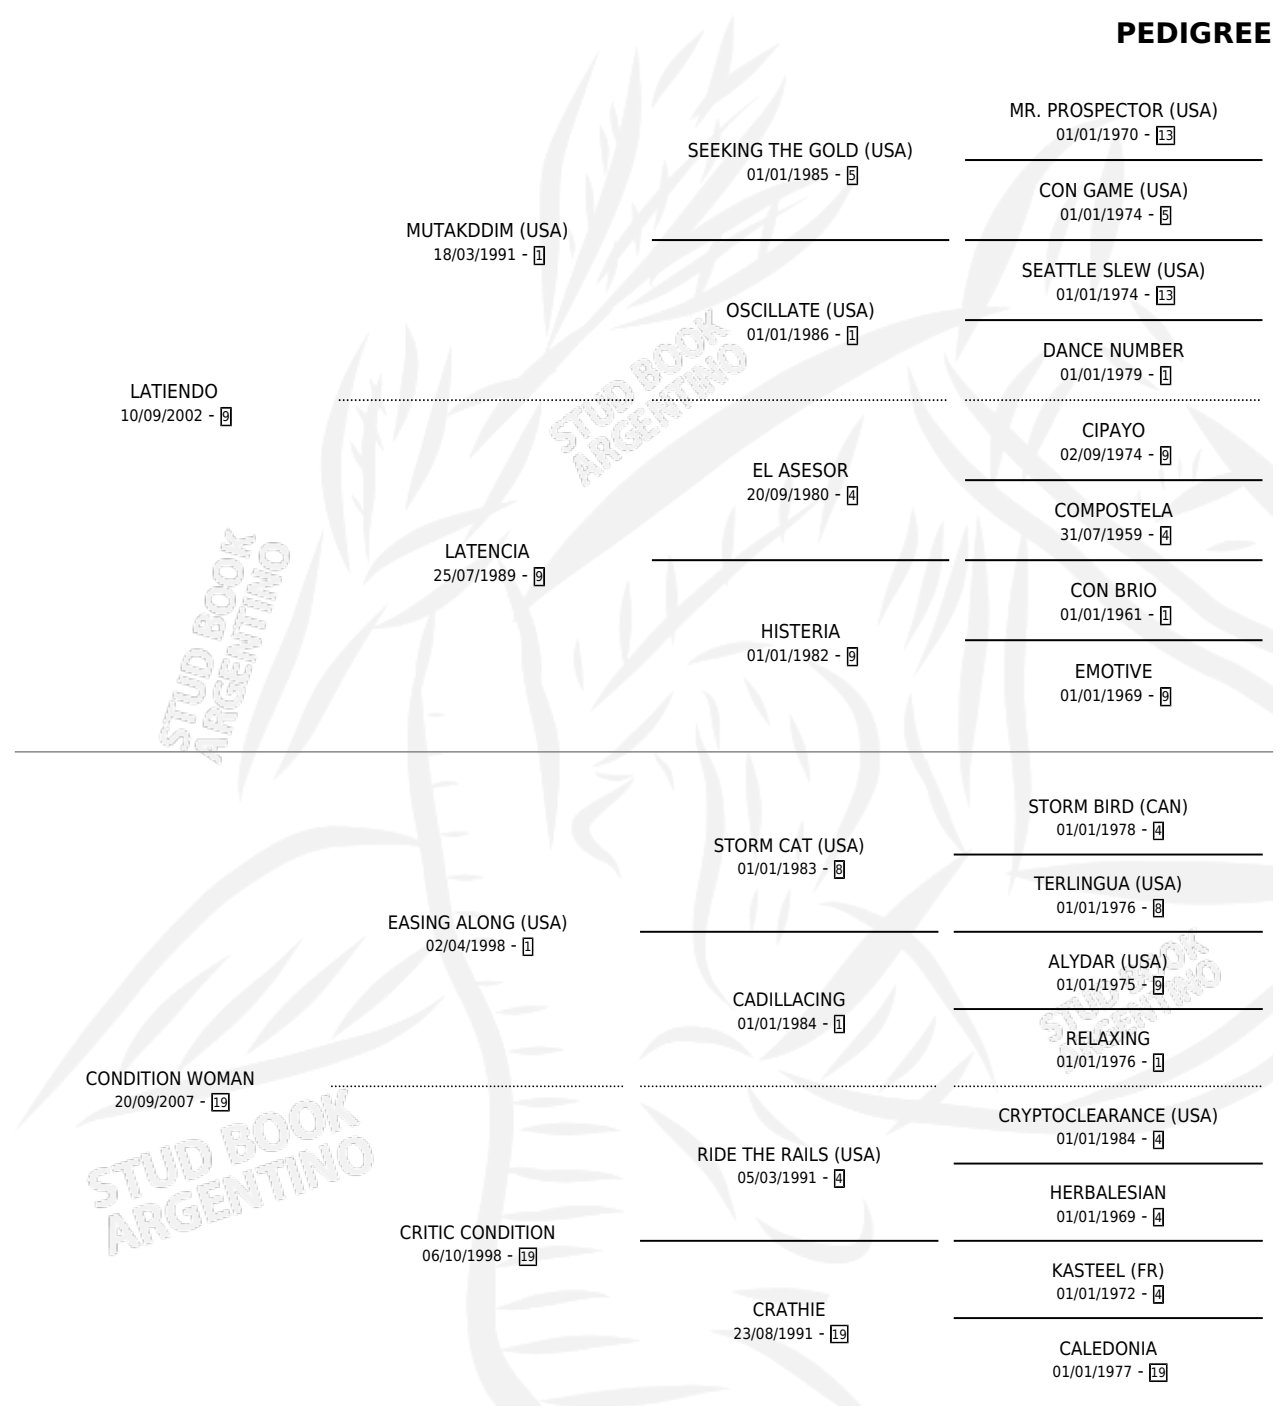 PEDIGREE
MR. PROSPECTOR (USA)
01/01/1970 - 13
SEEKING THE GOLD (USA)
01/01/1985 - 5
CON GAME (USA)
01/01/1974 - 5
MUTAKDDIM (USA)
18/03/1991 - 1
SEATTLE SLEW (USA)
01/01/1974 - 13
OSCILLATE (USA)
01/01/1986 - 1
DANCE NUMBER
01/01/1979 - 1
LATIENDO
10/09/2002 - 9
CIPAYO
02/09/1974 - 9
EL ASESOR
20/09/1980 - 4
COMPOSTELA
31/07/1959 - 4
LATENCIA
25/07/1989 - 9
CON BRIO
01/01/1961 - 1
HISTERIA
01/01/1982 - 9
EMOTIVE
01/01/1969 - 9
STORM BIRD (CAN)
01/01/1978 - 4
STORM CAT (USA)
01/01/1983 - 8
TERLINGUA (USA)
01/01/1976 - 8
EASING ALONG (USA)
02/04/1998 - 1
ALYDAR (USA)
01/01/1975 - 9
CADILLACING
01/01/1984 - 1
RELAXING
01/01/1976 - 1
CONDITION WOMAN
20/09/2007 - 19
CRYPTOCLEARANCE (USA)
01/01/1984 - 4
RIDE THE RAILS (USA)
05/03/1991 - 4
HERBALESIAN
01/01/1969 - 4
CRITIC CONDITION
06/10/1998 - 19
KASTEEL (FR)
01/01/1972 - 4
CRATHIE
23/08/1991 - 19
CALEDONIA
01/01/1977 - 19
STUD BOOK
ARGENTINO
STUD BOOK
ARGENTINO
STUD BOOK
ARGENTINO
STUD BOOK
ARGENTINO